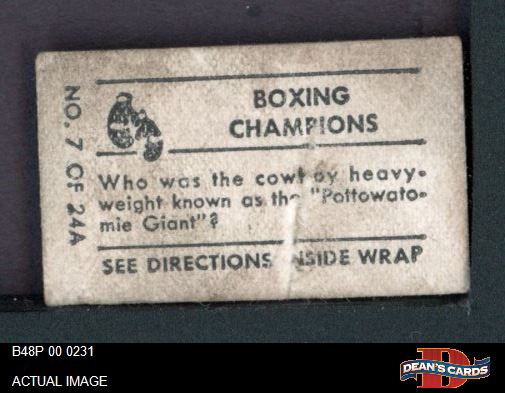 NO. 7 OF 24A
BOXING
CHAMPIONS
Who was the cowboy heavy-
weight known as the "Pottowato-
mie Giant"?
SEE DIRECTIONS INSIDE WRAP
B48P 00 0231
ACTUAL IMAGE
DEAN'S CARDS